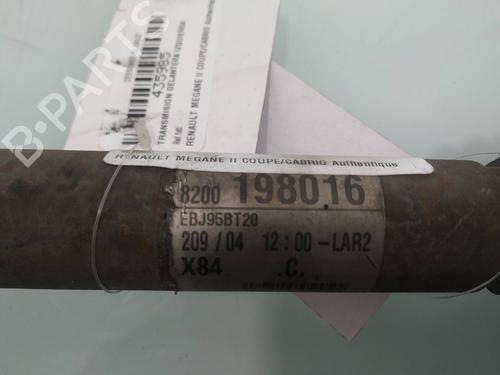 435985
TRANSMISION DELANTERA IZQUIERDA
RENAULT MEGANE II COUPE/CABRIO Authentique
B-PARTS
RENAULT MEGANE II COUPE/CABRIO Authentique
8200 198016
EBJ95BT20
209/04 12:00-LAR2
X84 .C.